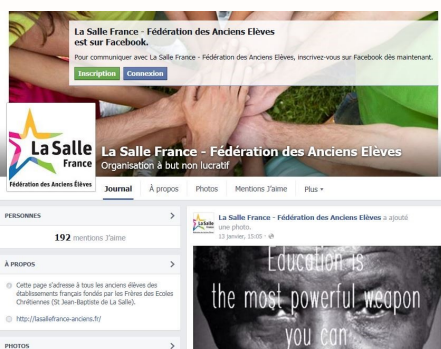 La Salle France - Fédération des Anciens Elèves
est sur Facebook.
Pour communiquer avec La Salle France - Fédération des Anciens Elèves, inscrivez-vous sur Facebook dès maintenant.
Inscription Connexion
La Salle
France
Fédération des Anciens Élèves
La Salle France - Fédération des Anciens Elèves
Organisation à but non lucratif
Journal À propos Photos Mentions J'aime Plus
PERSONNES
192 mentions J'aime
À PROPOS
Cette page s'adresse à tous les anciens élèves des
établissements français fondés par les Frères des Ecoles
Chrétiennes (St Jean-Baptiste de La Salle).
http://lasallefrance-anciens.fr/
PHOTOS
La Salle France - Fédération des Anciens Elèves a ajouté
une photo.
13 janvier, 15:05
Education is
the most powerful weapon
you can